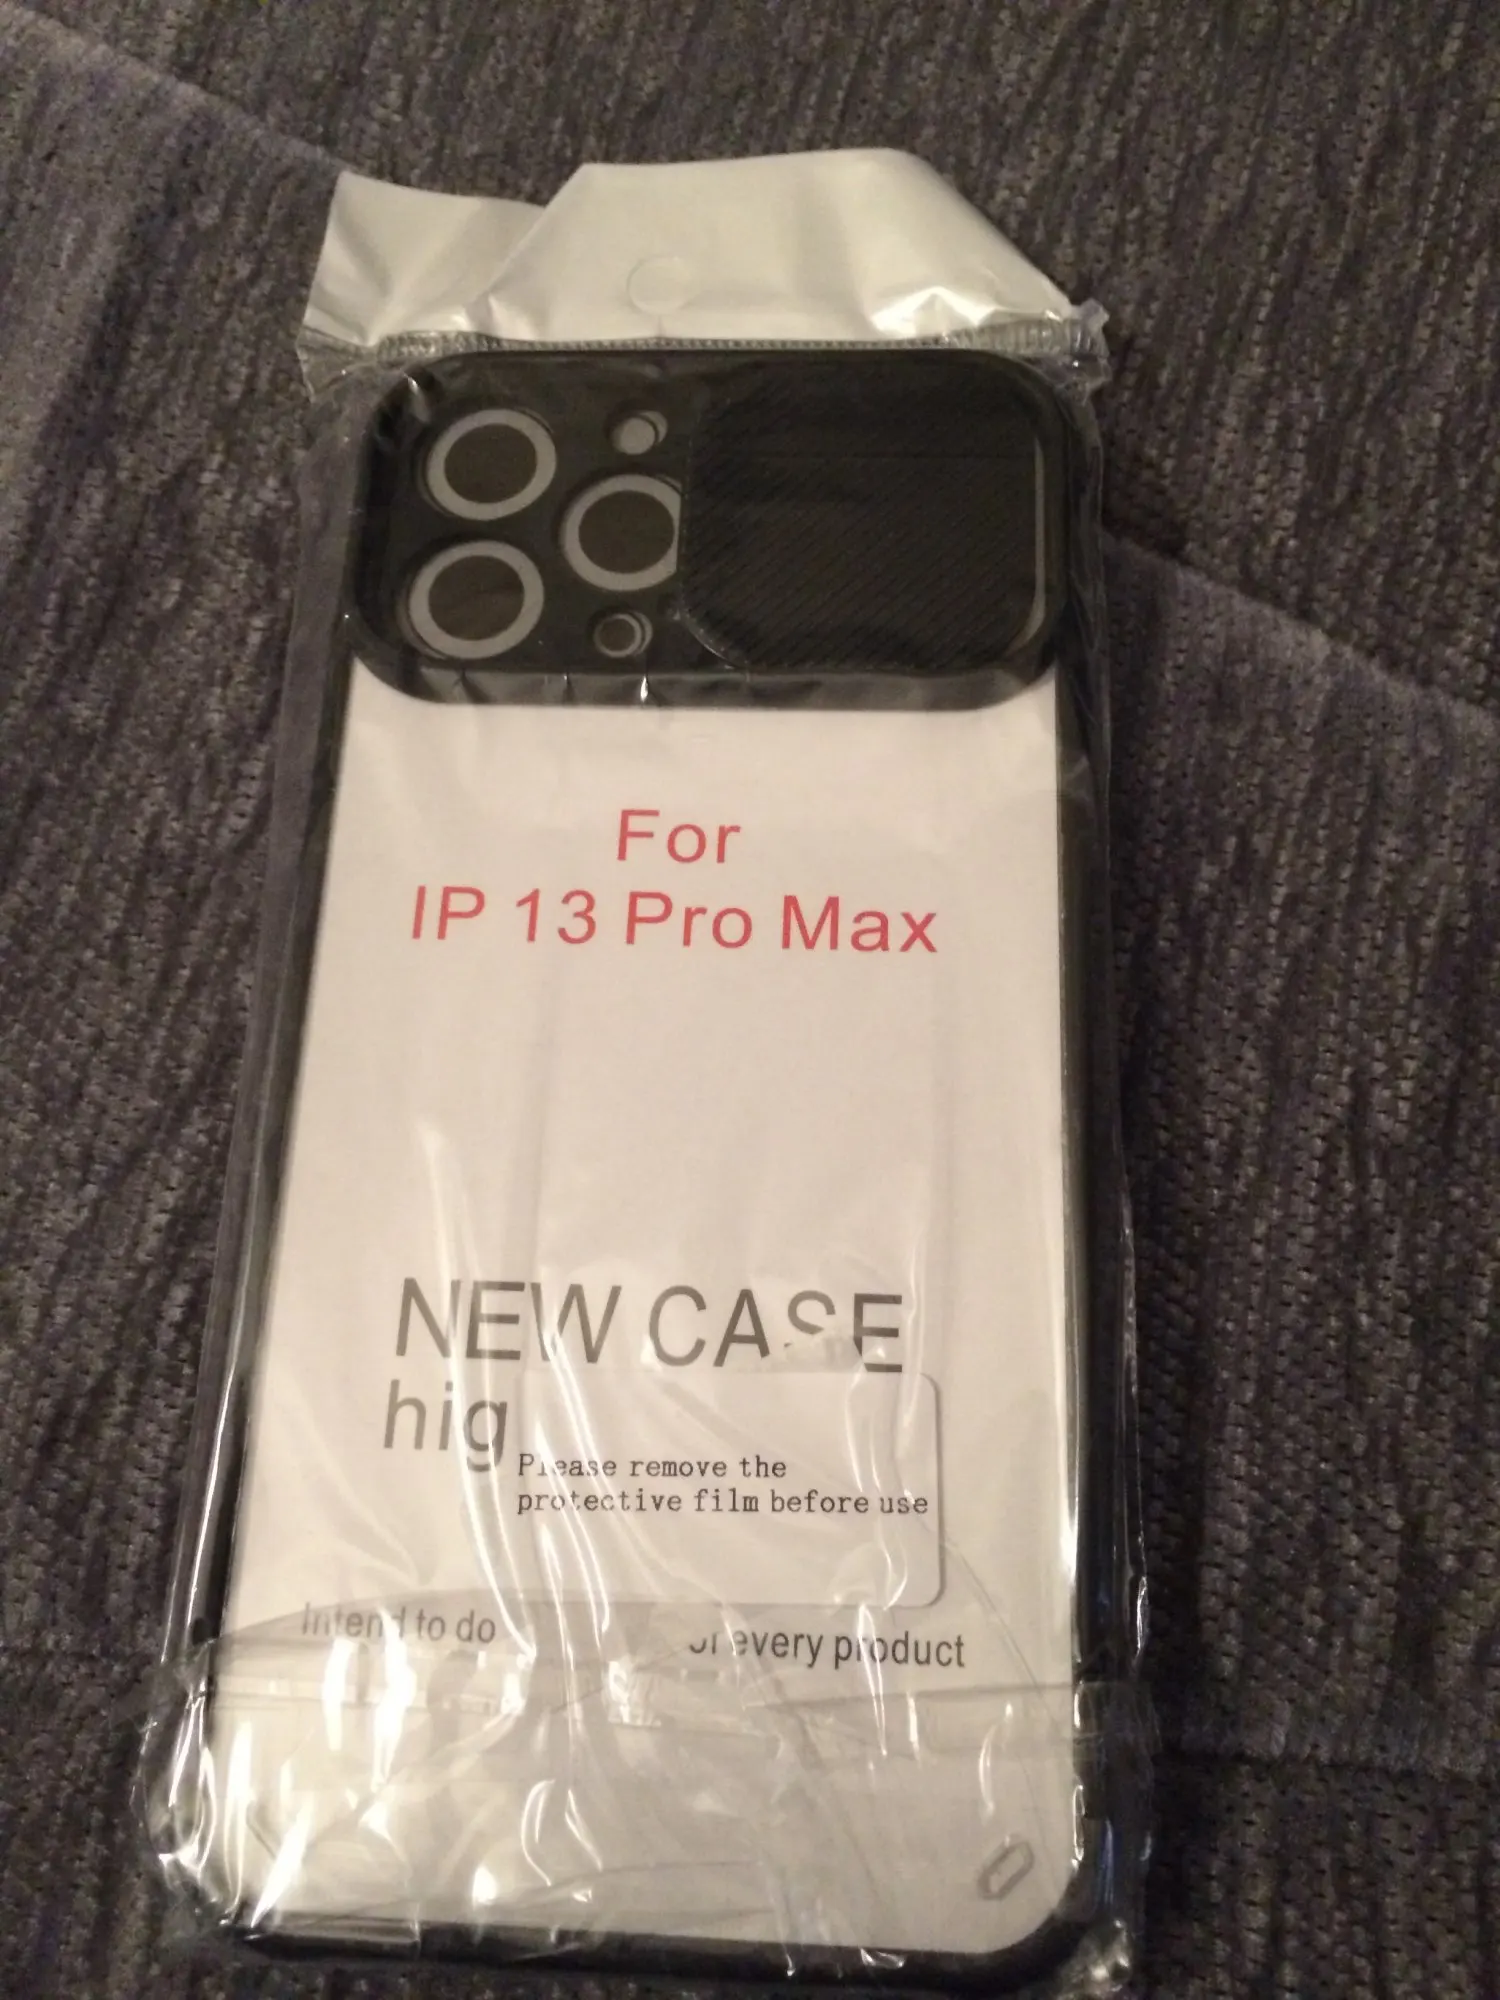 For
IP 13 Pro Max
NEW CASE
hig
Please remove the
protective film before use
Intend to do
of every product